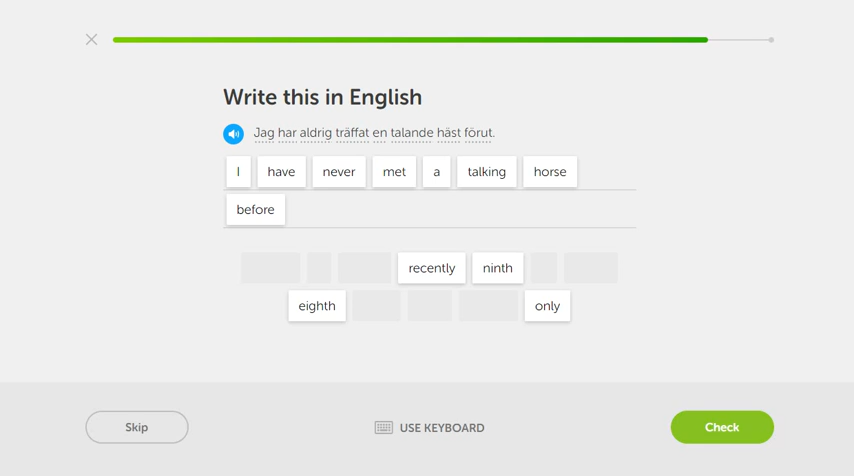 Write this in English
Jag har aldrig träffat en talande häst förut.
I have never met a talking horse
before
recently ninth
eighth only
Skip USE KEYBOARD Check